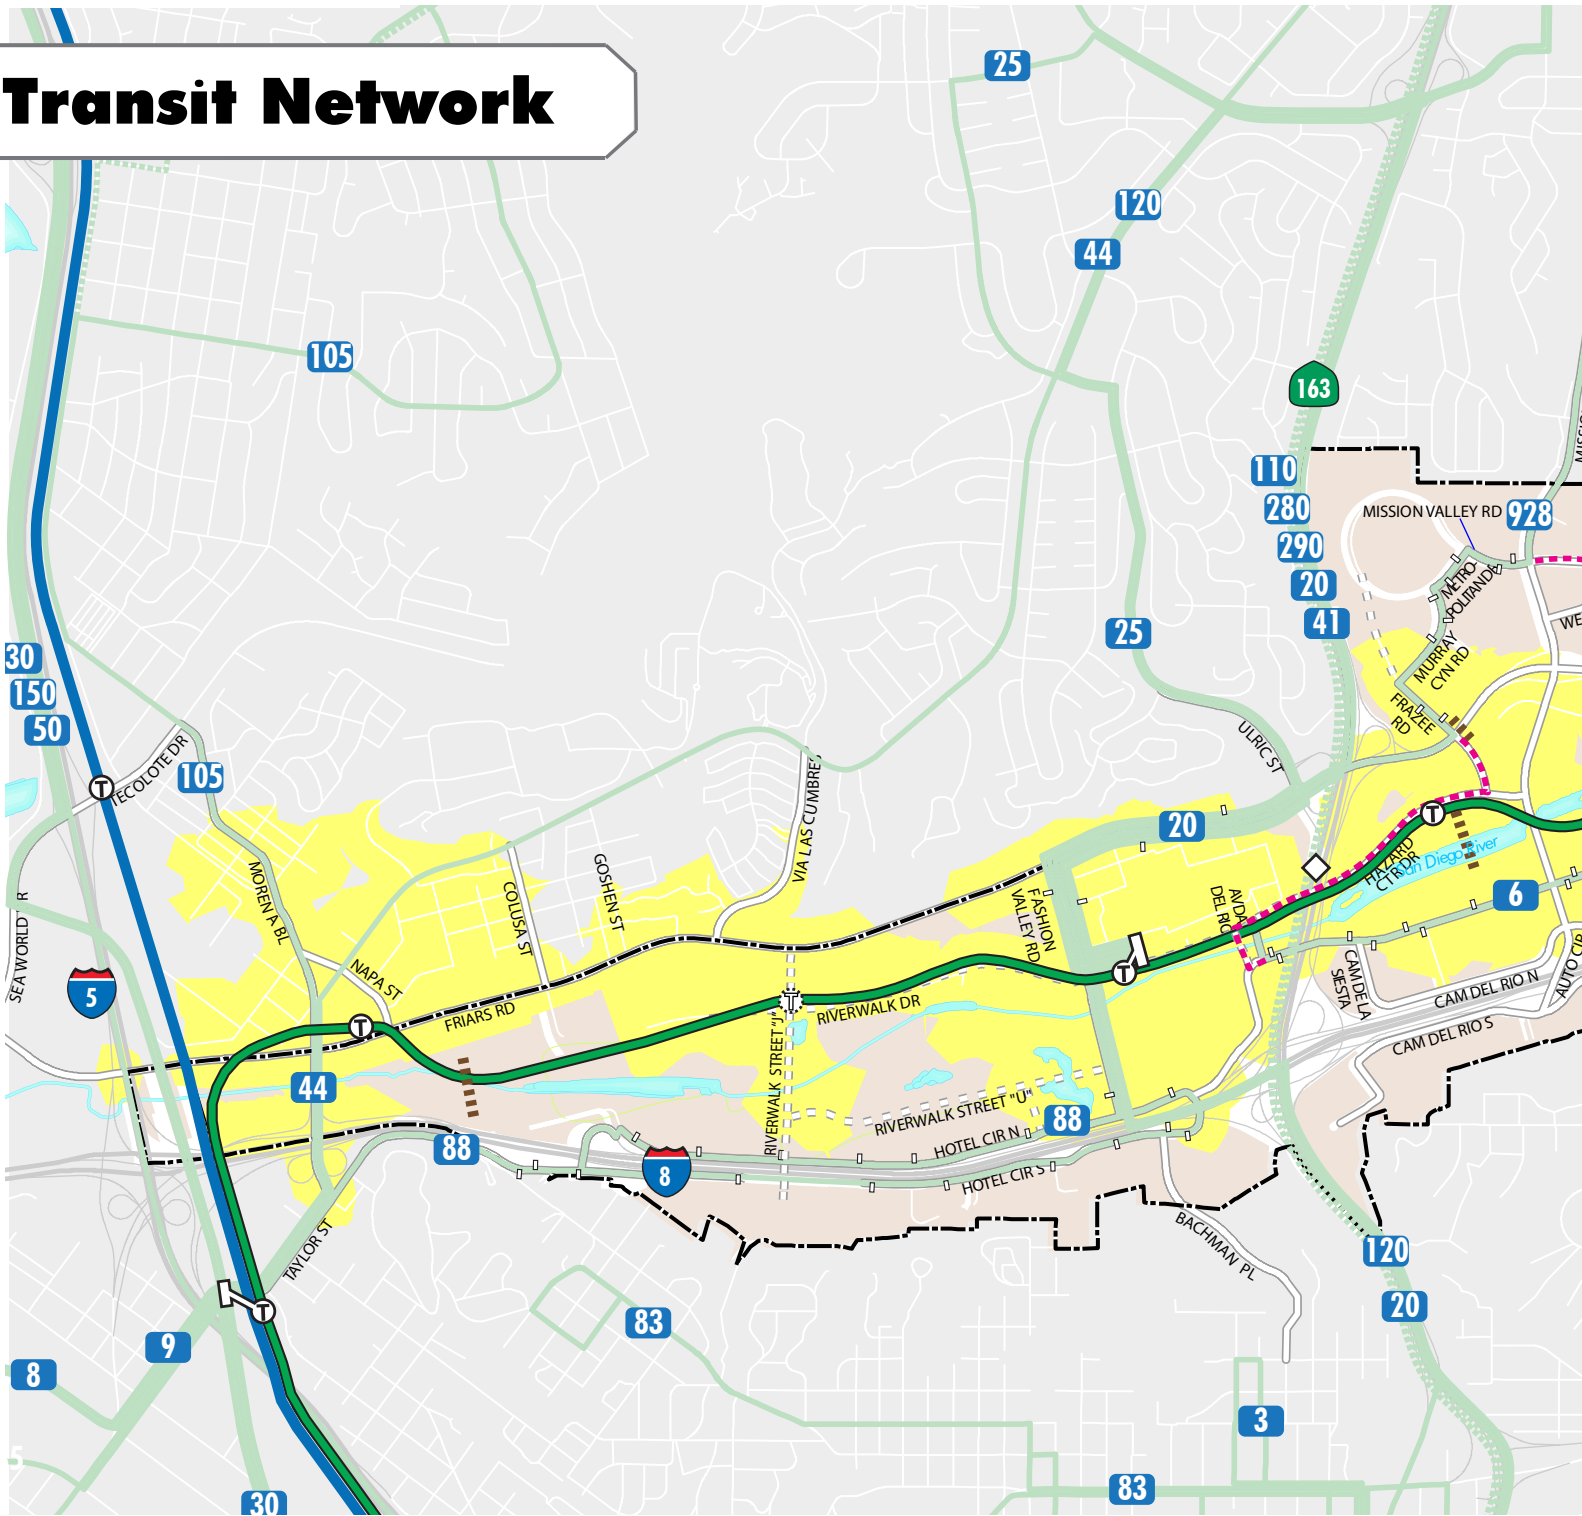 25
Transit Network
120
44
105
163
110
280
MISSION VALLEY RD
928
290
20
METRO-
POLITAN DR
41
25
WE
30
150
50
MURRAY
CYN RD
FRAZEE
RD
ULRIC ST
TECOLOTE DR
105
T
VIA LAS CUMBRES
20
T
San Diego River
HAZARD
CTR DR
MORENA BL
COLUSA ST
GOSHEN ST
FASHION
VALLEY RD
AVDA
DEL RIO
6
SEA WORLD DR
NAPA ST
5
FRIARS RD
T
T
RIVERWALK DR
T
CAM DE LA
SIESTA
CAM DEL RIO N
AUTO CIR
CAM DEL RIO S
44
RIVERWALK STREET "J"
RIVERWALK STREET "U"
88
88
HOTEL CIR N
8
HOTEL CIR S
TAYLOR ST
BACHMAN PL
120
T
20
83
9
8
3
5
83
30